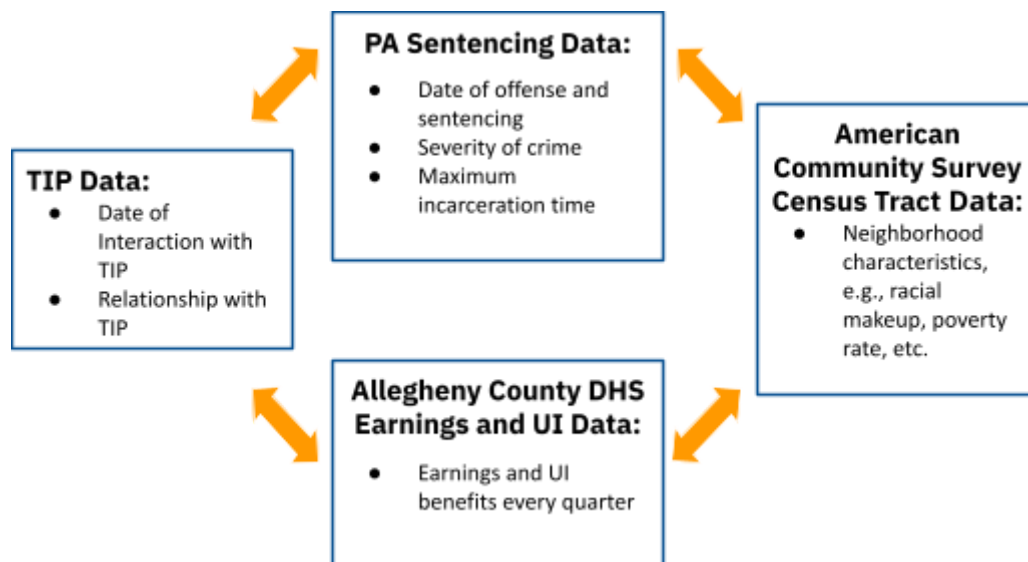 PA Sentencing Data:
● Date of offense and
sentencing
● Severity of crime
● Maximum
incarceration time
TIP Data:
● Date of
Interaction with
TIP
● Relationship with
TIP
American
Community Survey
Census Tract Data:
● Neighborhood
characteristics,
e.g., racial
makeup, poverty
rate, etc.
Allegheny County DHS
Earnings and UI Data:
● Earnings and UI
benefits every quarter